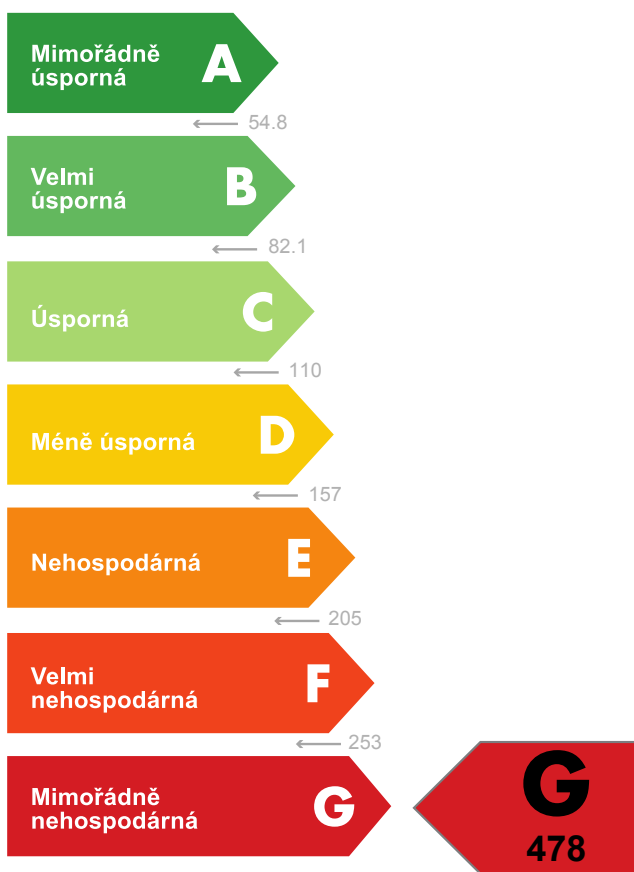 Mimořádně
úsporná
A
54.8
Velmi
úsporná
B
82.1
Úsporná
C
110
Méně úsporná
D
157
Nehospodárná
E
205
Velmi
nehospodárná
F
253
Mimořádně
nehospodárná
G
G
478